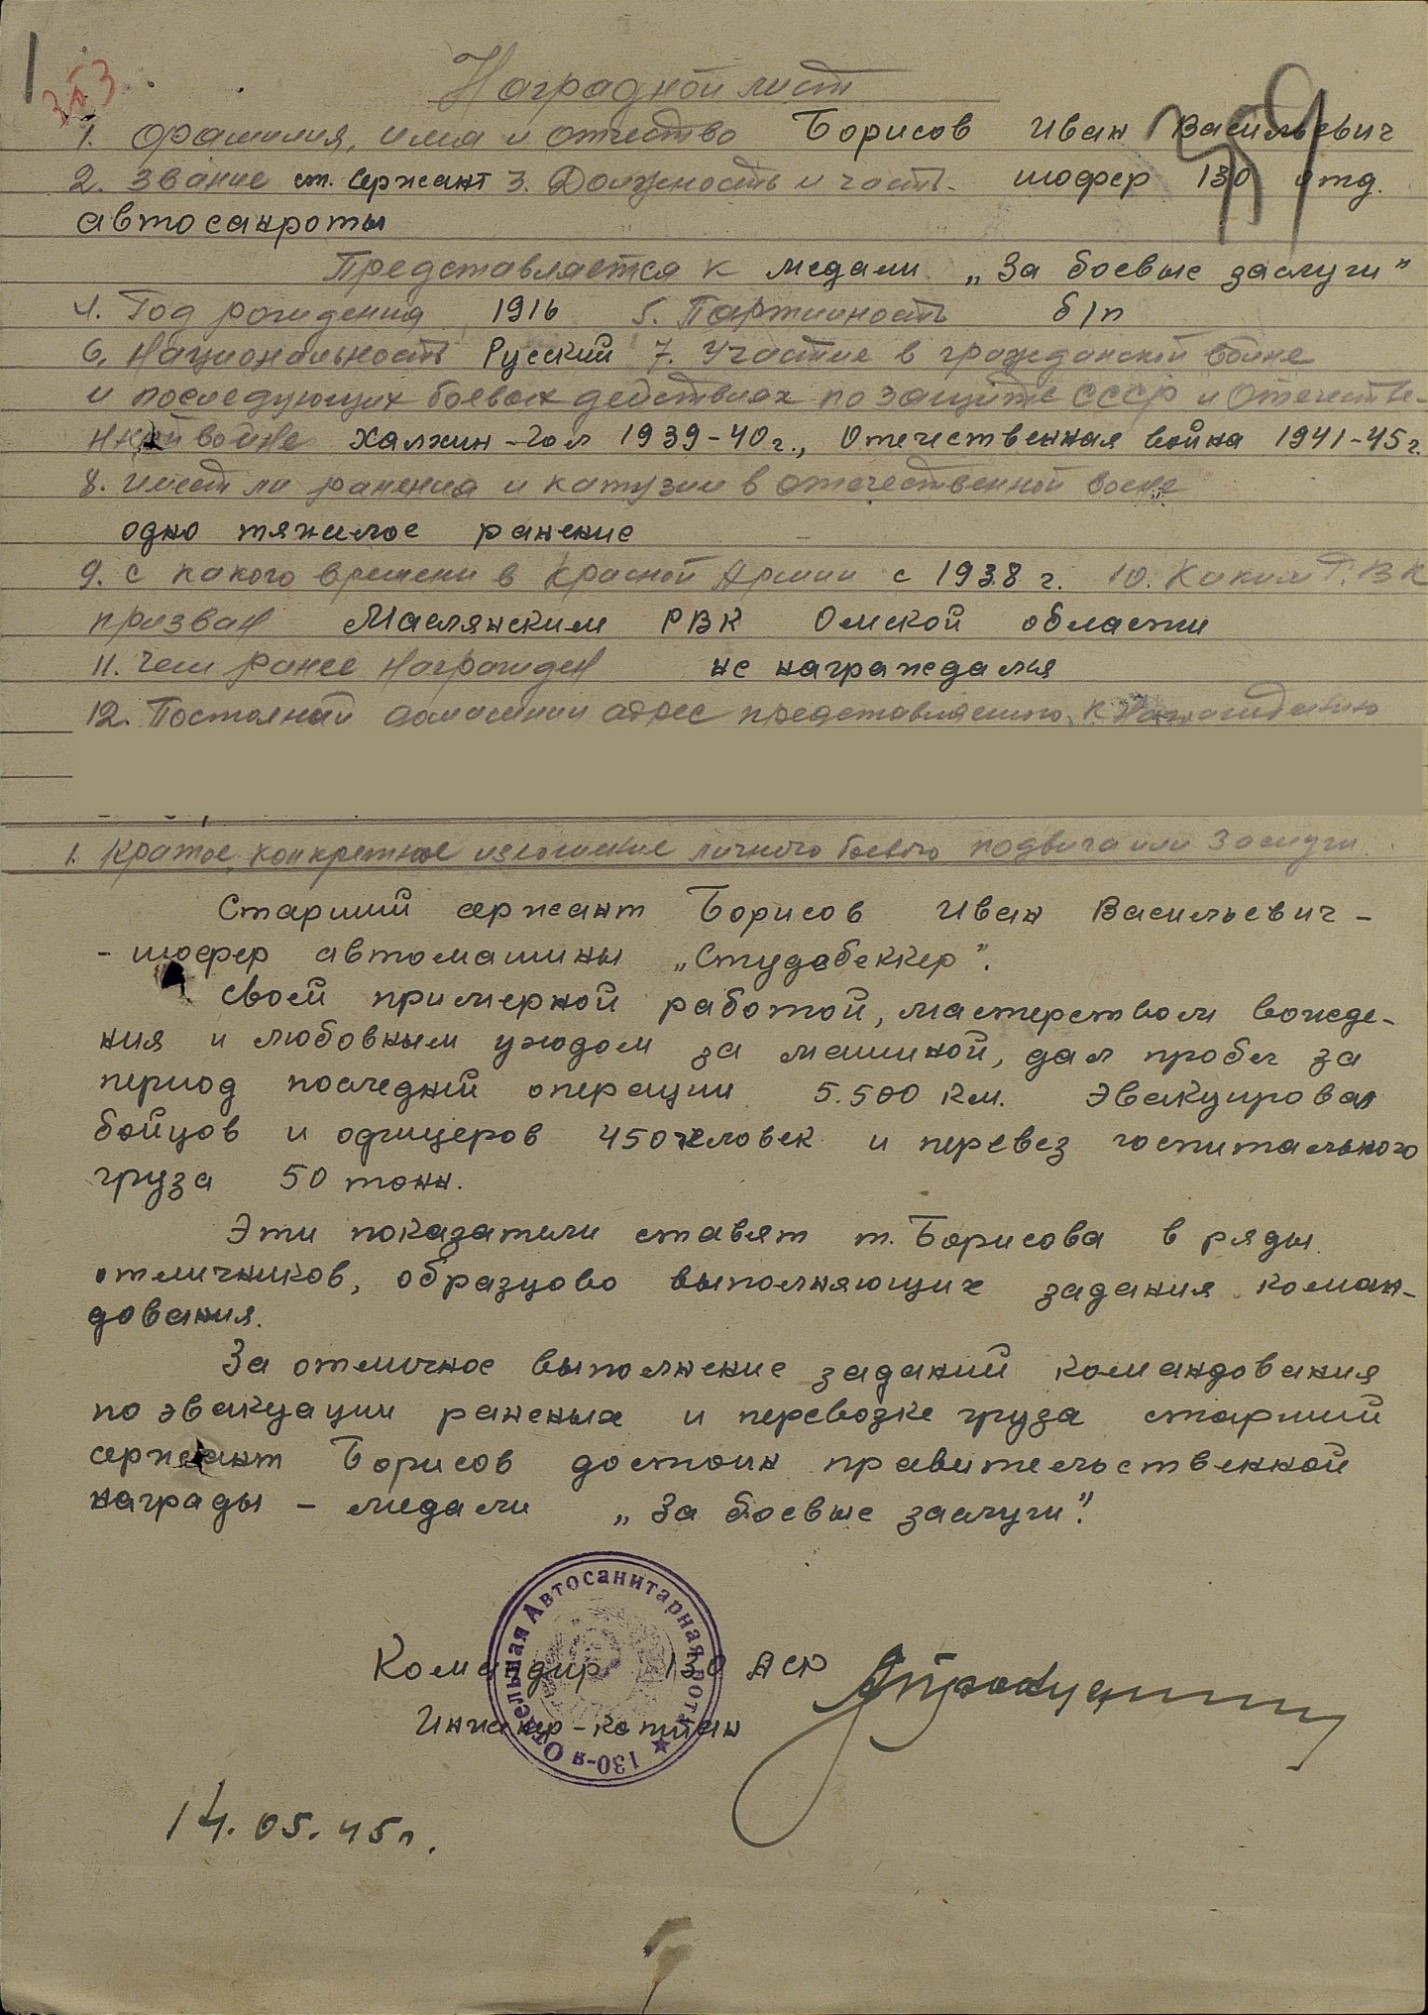 1
353
Наградной лист
1. Фамилия, имя и отчество Борисов Иван Васильевич
2. Звание ст. сержант 3. Должность и часть - шофер 130 отд.
автосанроты
Представляется к медали „За боевые заслуги"
4. Год рождения 1916 5. Партийность б/п
6. Национальность Русский 7. Участие в гражданской войне
и последующих боевых действиях по защите СССР и Отечестве-
нной войне Халхин-гол 1939-40г., Отечественная война 1941-45г.
8. Имеет ли ранения и контузии в отечественной войне
одно тяжелое ранение
9. с какого времени в Красной Армии с 1938 г. 10. Каким РВК
призван Маслянским РВК Омской области
11. Чем ранее награжден не награждался
12. Постоянный домашний адрес представляемого к награждению
1. Краткое, конкретное изложение личного боевого подвига или заслуги
Старший сержант Борисов Иван Васильевич -
- шофер автомашины „Студебеккер".
Своей примерной работой, мастерством вожде-
ния и любовным уходом за машиной, дал пробег за
период последний операции 5.500 км. Эвакуировал
бойцов и офицеров 450 человек и перевез госпитального
груза 50 тонн.
Эти показатели ставят т. Борисова в ряды
отличников, образцово выполняющих задания коман-
дования.
За отличное выполнение заданий командования
по эвакуации раненых и перевозке груза старший
сержант Борисов достоин правительственной
награды - медали „За боевые заслуги".
130-я Отдельная Автосанитарная рота
Командир 130 АСР
Инженер-капитан
14.05.45г.